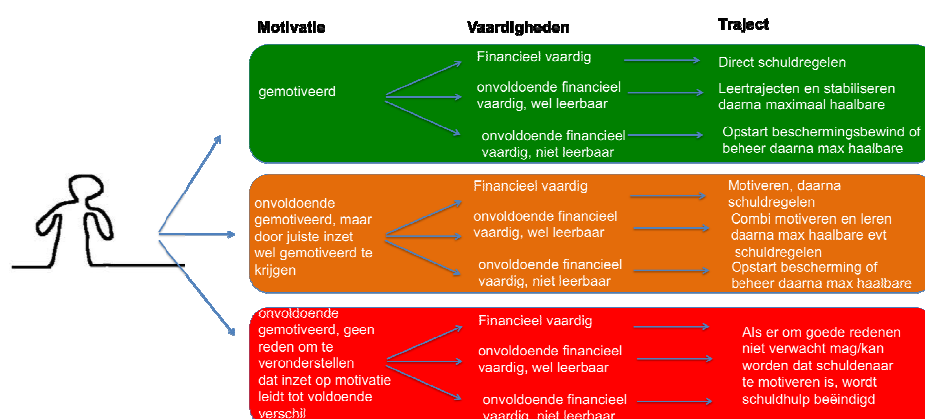 Motivatie
Vaardigheden
Traject
gemotiveerd
Financieel vaardig
Direct schuldregelen
onvoldoende financieel
vaardig, wel leerbaar
Leertrajecten en stabiliseren
daarna maximaal haalbare
onvoldoende financieel
vaardig, niet leerbaar
Opstart beschermingsbewind of
beheer daarna max haalbare
onvoldoende
gemotiveerd, maar
door juiste inzet
wel gemotiveerd te
krijgen
Financieel vaardig
Motiveren, daarna
schuldregelen
onvoldoende financieel
vaardig, wel leerbaar
Combi motiveren en leren
daarna max haalbare evt
schuldregelen
onvoldoende financieel
vaardig, niet leerbaar
Opstart bescherming of
beheer daarna max haalbare
onvoldoende
gemotiveerd, geen
reden om te
veronderstellen
dat inzet op motivatie
leidt tot voldoende
verschil
Financieel vaardig
onvoldoende financieel
vaardig, wel leerbaar
onvoldoende financieel
vaardig, niet leerbaar
Als er om goede redenen
niet verwacht mag/kan
worden dat schuldenaar
te motiveren is, wordt
schuldhulp beëindigd